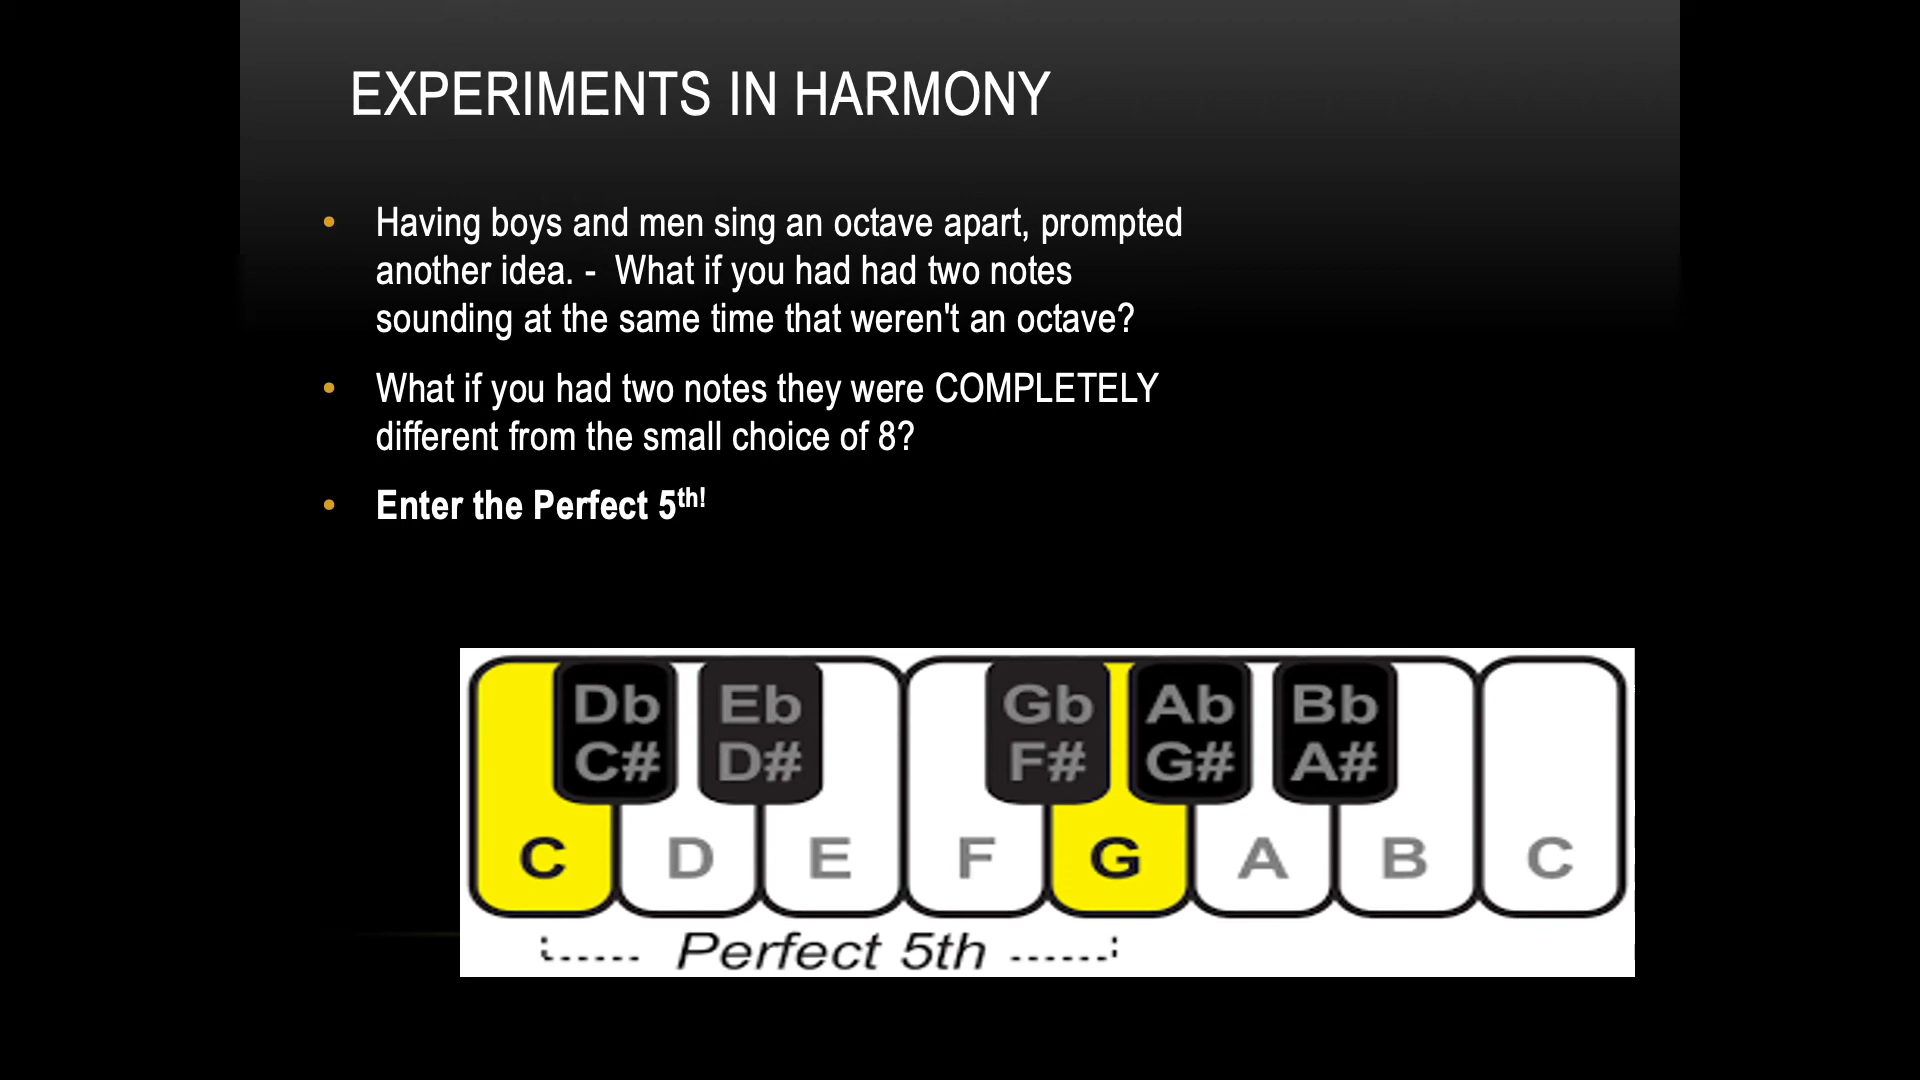 EXPERIMENTS IN HARMONY
• Having boys and men sing an octave apart, prompted
another idea. -  What if you had had two notes
sounding at the same time that weren't an octave?
• What if you had two notes they were COMPLETELY
different from the small choice of 8?
• Enter the Perfect 5th!
Db Eb Gb Ab Bb
C# D# F# G# A#
C D E F G A B C
Perfect 5th